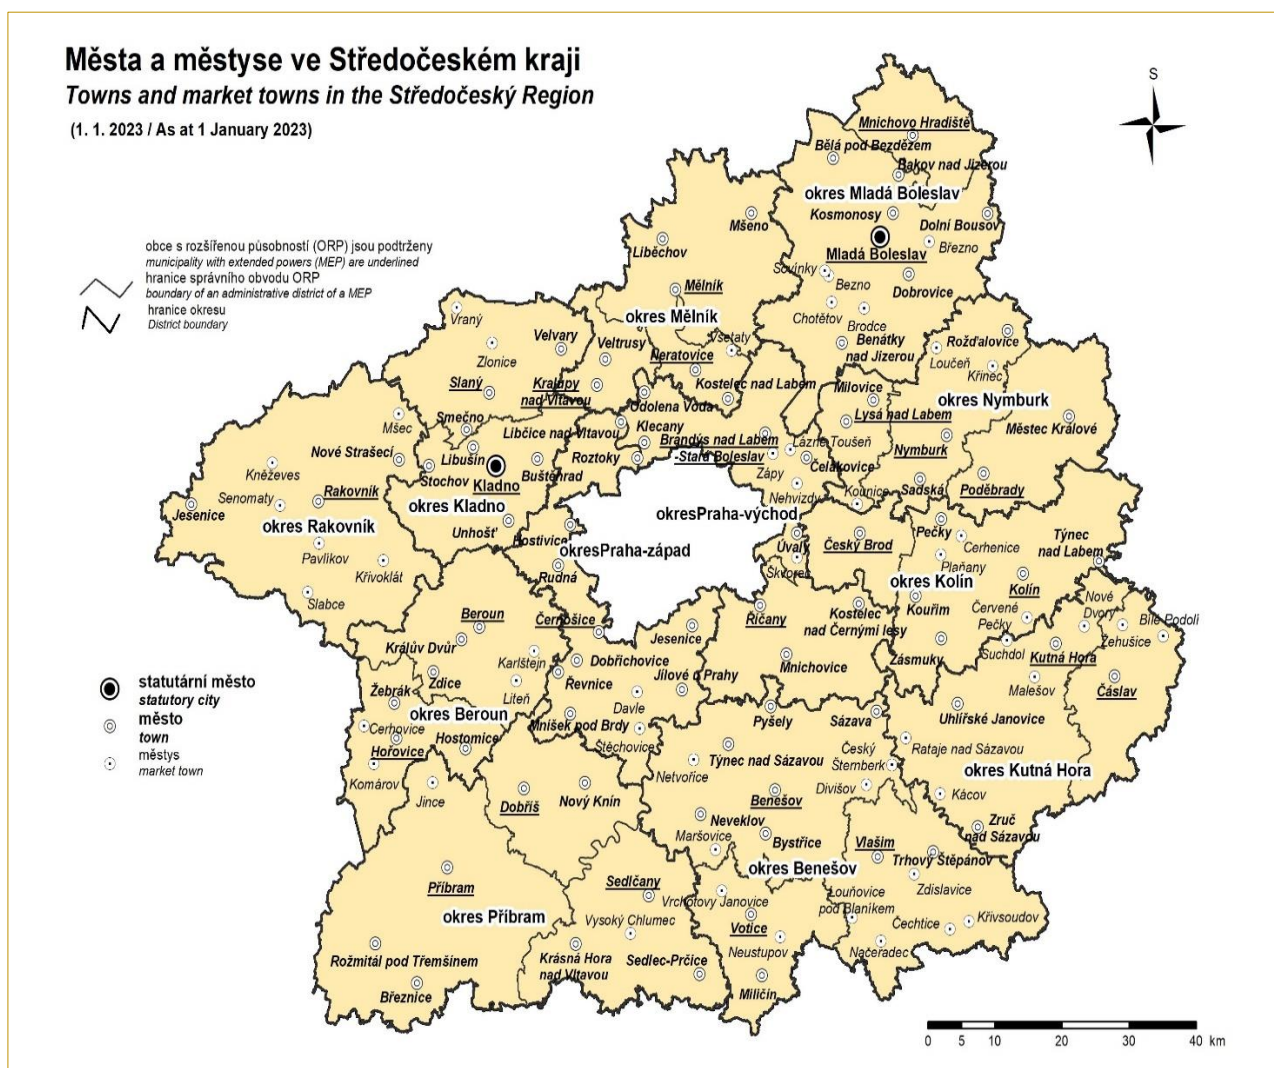 Města a městyse ve Středočeském kraji
Towns and market towns in the Středočeský Region
(1. 1. 2023 / As at 1 January 2023)
S
obce s rozšířenou působností (ORP) jsou podtrženy
municipality with extended powers (MEP) are underlined
hranice správního obvodu ORP
boundary of an administrative district of a MEP
hranice okresu
District boundary
Mnichovo Hradiště
Bělá pod Bezdězem
Bakov nad Jizerou
okres Mladá Boleslav
Kosmonosy
Dolní Bousov
Mšeno
Liběchov
Mladá Boleslav
Březno
Sovínky
Bezno
Dobrovice
Mělník
Chotětov
Brodce
okres Mělník
Vraný
Velvary
Veltrusy
Všetaty
Benátky
nad Jizerou
Rožďalovice
Loučeň
Křinec
Zlonice
Neratovice
Slaný
Kralupy
nad Vltavou
Kostelec nad Labem
Milovice
okres Nymburk
Odolena Voda
Lysá nad Labem
Městec Králové
Mšec
Smečno
Libčice nad Vltavou
Klecany
Brandýs nad Labem
-Stará Boleslav
Lázně Toušeň
Nymburk
Nové Strašecí
Libušín
Roztoky
Čelákovice
Kněževes
Stochov
Kladno
Buštěhrad
Zápy
Nehvizdy
Kounice
Sadská
Poděbrady
Senomaty
Rakovník
Jesenice
okres Rakovník
okres Kladno
okresPraha-východ
Unhošť
Hostivice
okresPraha-západ
Úvaly
Český Brod
Pečky
Cerhenice
Týnec
nad Labem
Pavlíkov
Křivoklát
Rudná
Škvorec
Plaňany
okres Kolín
Kolín
Slabce
Beroun
Černošice
Jesenice
Říčany
Kostelec
nad Černými lesy
Kouřim
Červené
Pečky
Nové
Dvory
Žehušice
Bílé Podolí
Králův Dvůr
Karlštejn
Dobřichovice
Mnichovice
Zásmuky
Suchdol
Kutná Hora
Zdice
Řevnice
Jílové u Prahy
Malešov
Čáslav
statutární město
statutory city
město
town
městys
market town
Žebrák
Liteň
Davle
okres Beroun
Mníšek pod Brdy
Pyšely
Sázava
Uhlířské Janovice
Cerhovice
Hořovice
Hostomice
Štěchovice
Týnec nad Sázavou
Český
Šternberk
Rataje nad Sázavou
Komárov
Netvořice
okres Kutná Hora
Jince
Dobříš
Nový Knín
Benešov
Divišov
Kácov
Neveklov
Zruč
nad Sázavou
Maršovice
Bystřice
Vlašim
Trhový Štěpánov
Příbram
Sedlčany
okres Benešov
Zdislavice
Vrchotovy Janovice
Louňovice
pod Blaníkem
okres Příbram
Vysoký Chlumec
Votice
Čechtice
Křivsoudov
Rožmitál pod Třemšínem
Krásná Hora
nad Vltavou
Sedlec-Prčice
Neustupov
Načeradec
Březnice
Miličín
0 5 10 20 30 40 km